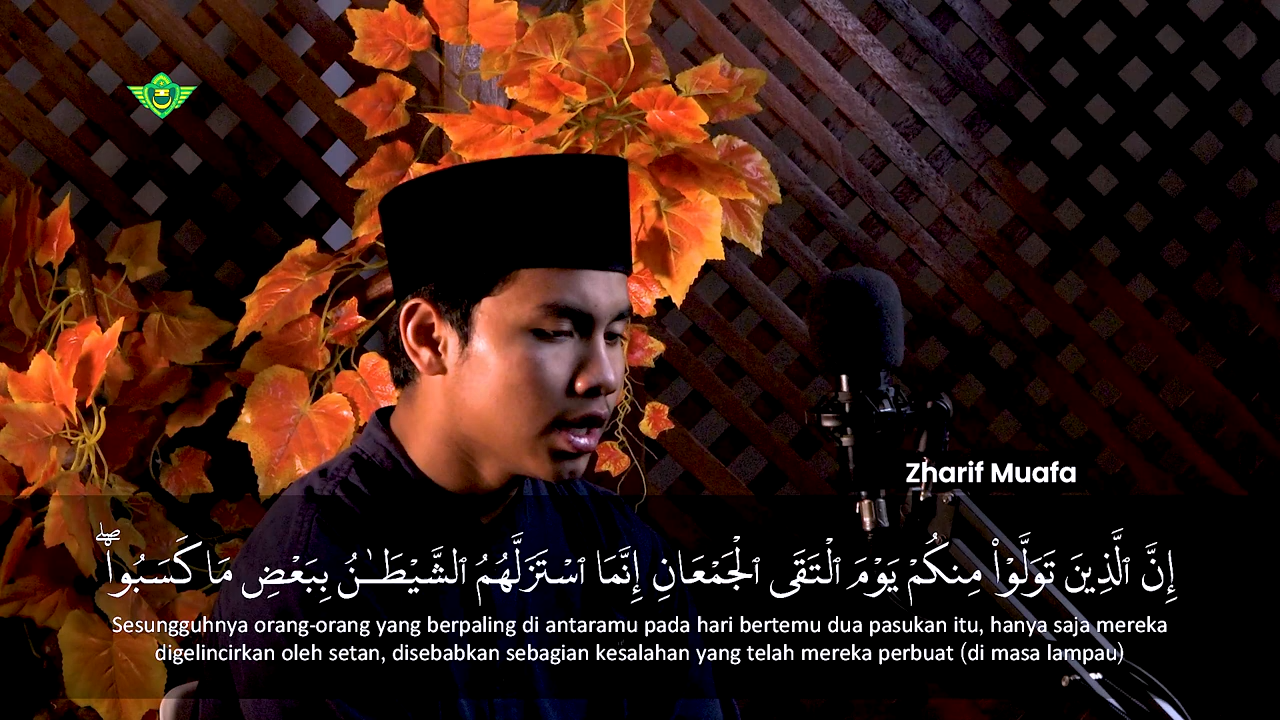 Zharif Muafa
إِنَّ ٱلَّذِينَ تَوَلَّوْا۟ مِنكُمْ يَوْمَ ٱلْتَقَى ٱلْجَمْعَانِ إِنَّمَا ٱسْتَزَلَّهُمُ ٱلشَّيْطَـٰنُ بِبَعْضِ مَا كَسَبُوا۟ ۖ
Sesungguhnya orang-orang yang berpaling di antaramu pada hari bertemu dua pasukan itu, hanya saja mereka
digelincirkan oleh setan, disebabkan sebagian kesalahan yang telah mereka perbuat (di masa lampau)